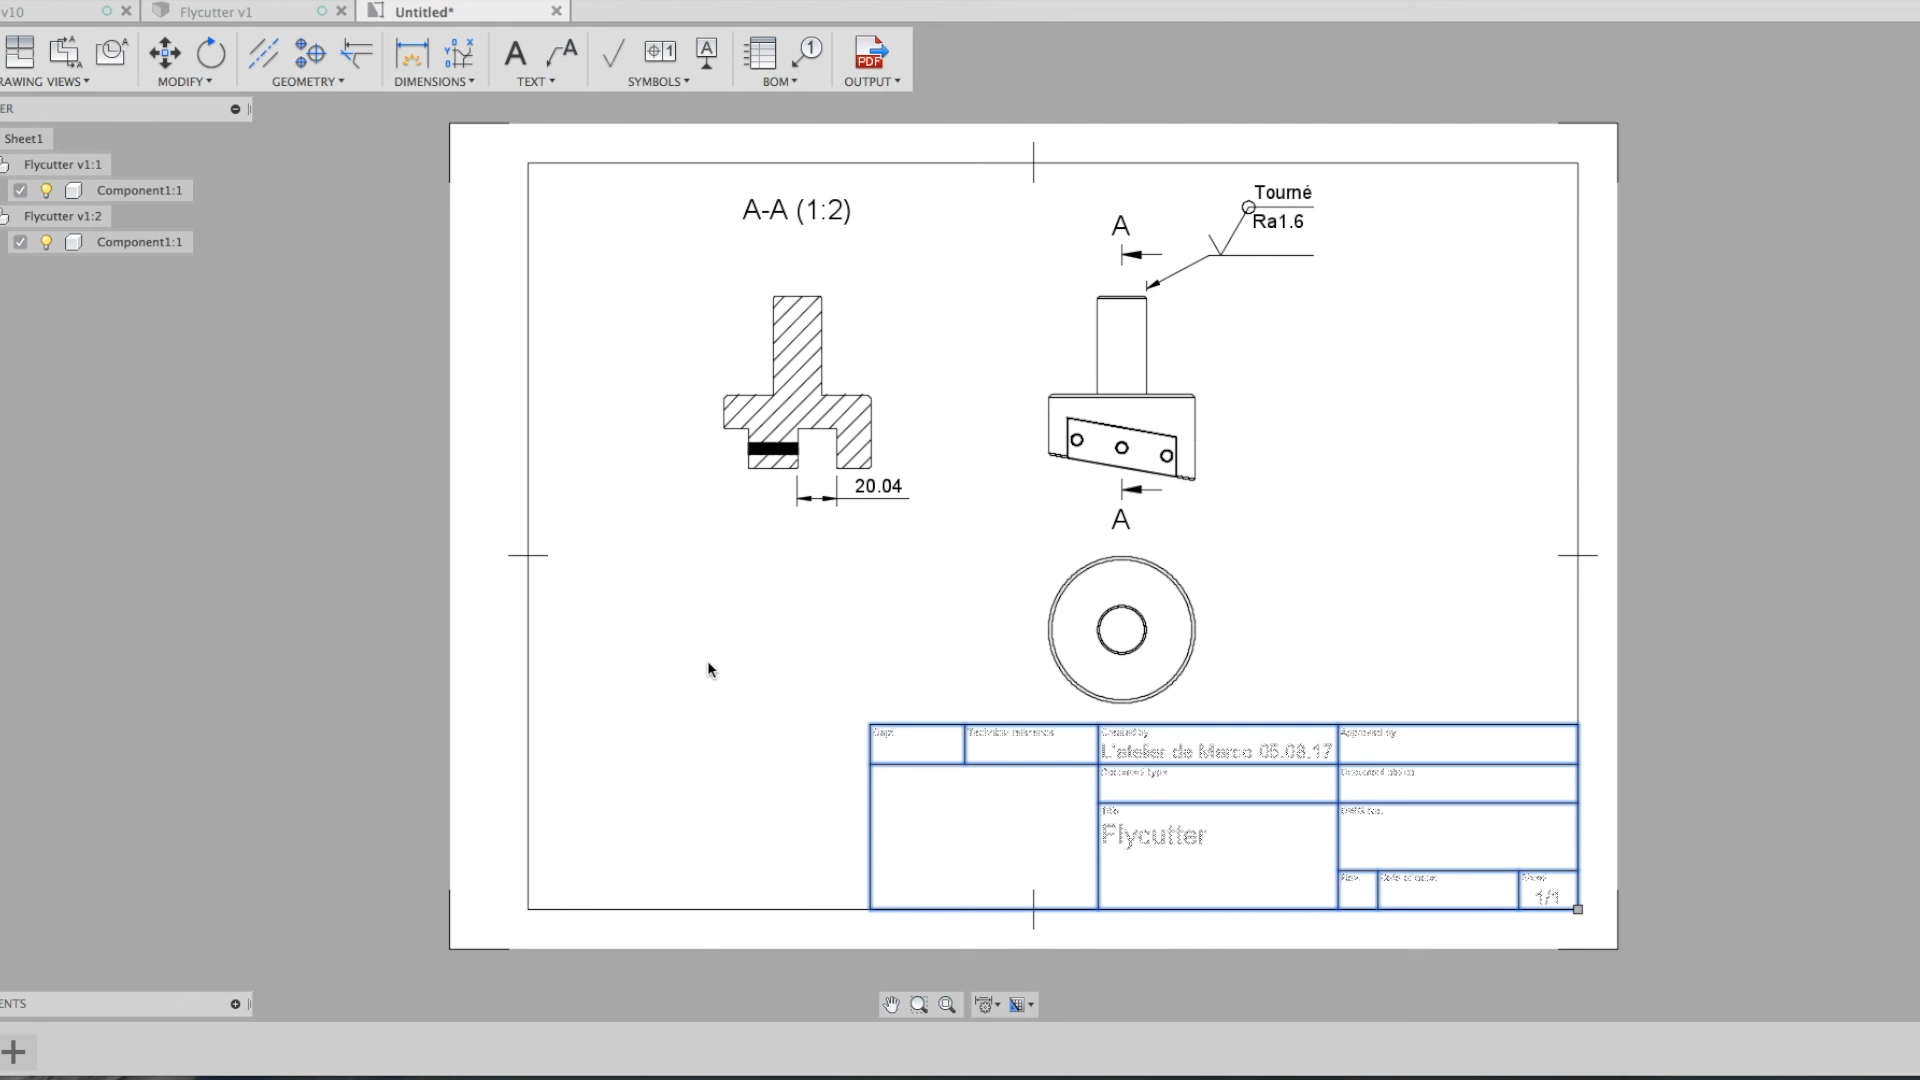 v10
Flycutter v1
Untitled*
RAWING VIEWS
MODIFY
GEOMETRY
DIMENSIONS
TEXT
SYMBOLS
BOM
OUTPUT
PDF
ER
Sheet1
Flycutter v1:1
Component1:1
Flycutter v1:2
Component1:1
A-A (1:2)
A
Tourné
Ra1.6
20.04
A
Technical reference
Created by
Approved by
L'atelier de Marco 05.08.17
Document type
Document status
Title
DWG No.
Flycutter
Rev.
Date of issue
Sheet
1/1
ENTS